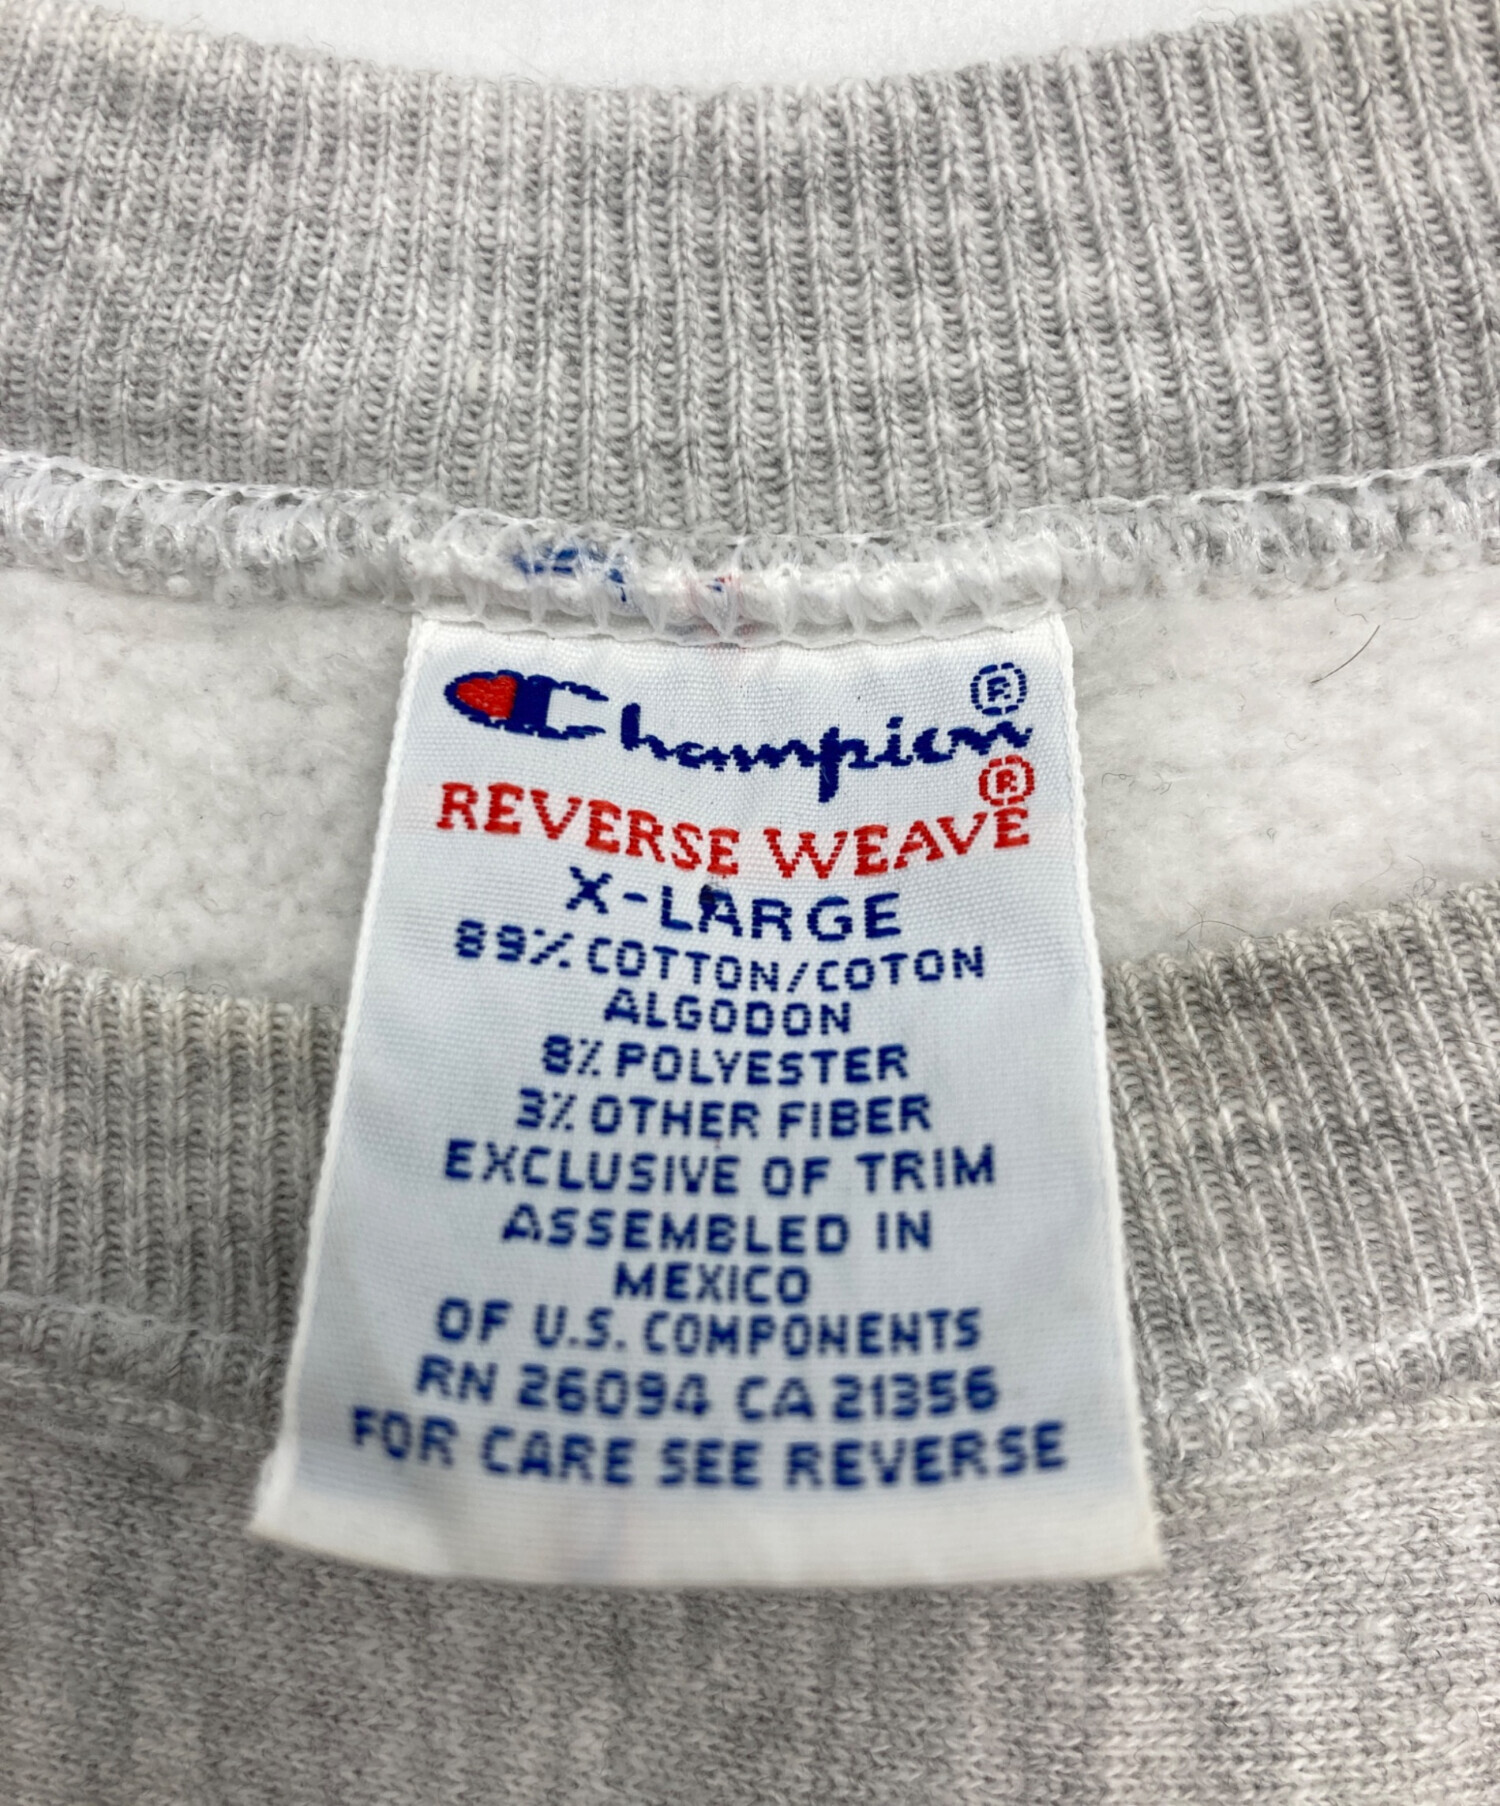 Champion®
REVERSE WEAVE®
X-LARGE
89% COTTON/COTON
ALGODON
8% POLYESTER
3% OTHER FIBER
EXCLUSIVE OF TRIM
ASSEMBLED IN
MEXICO
OF U.S. COMPONENTS
RN 26094 CA 21356
FOR CARE SEE REVERSE